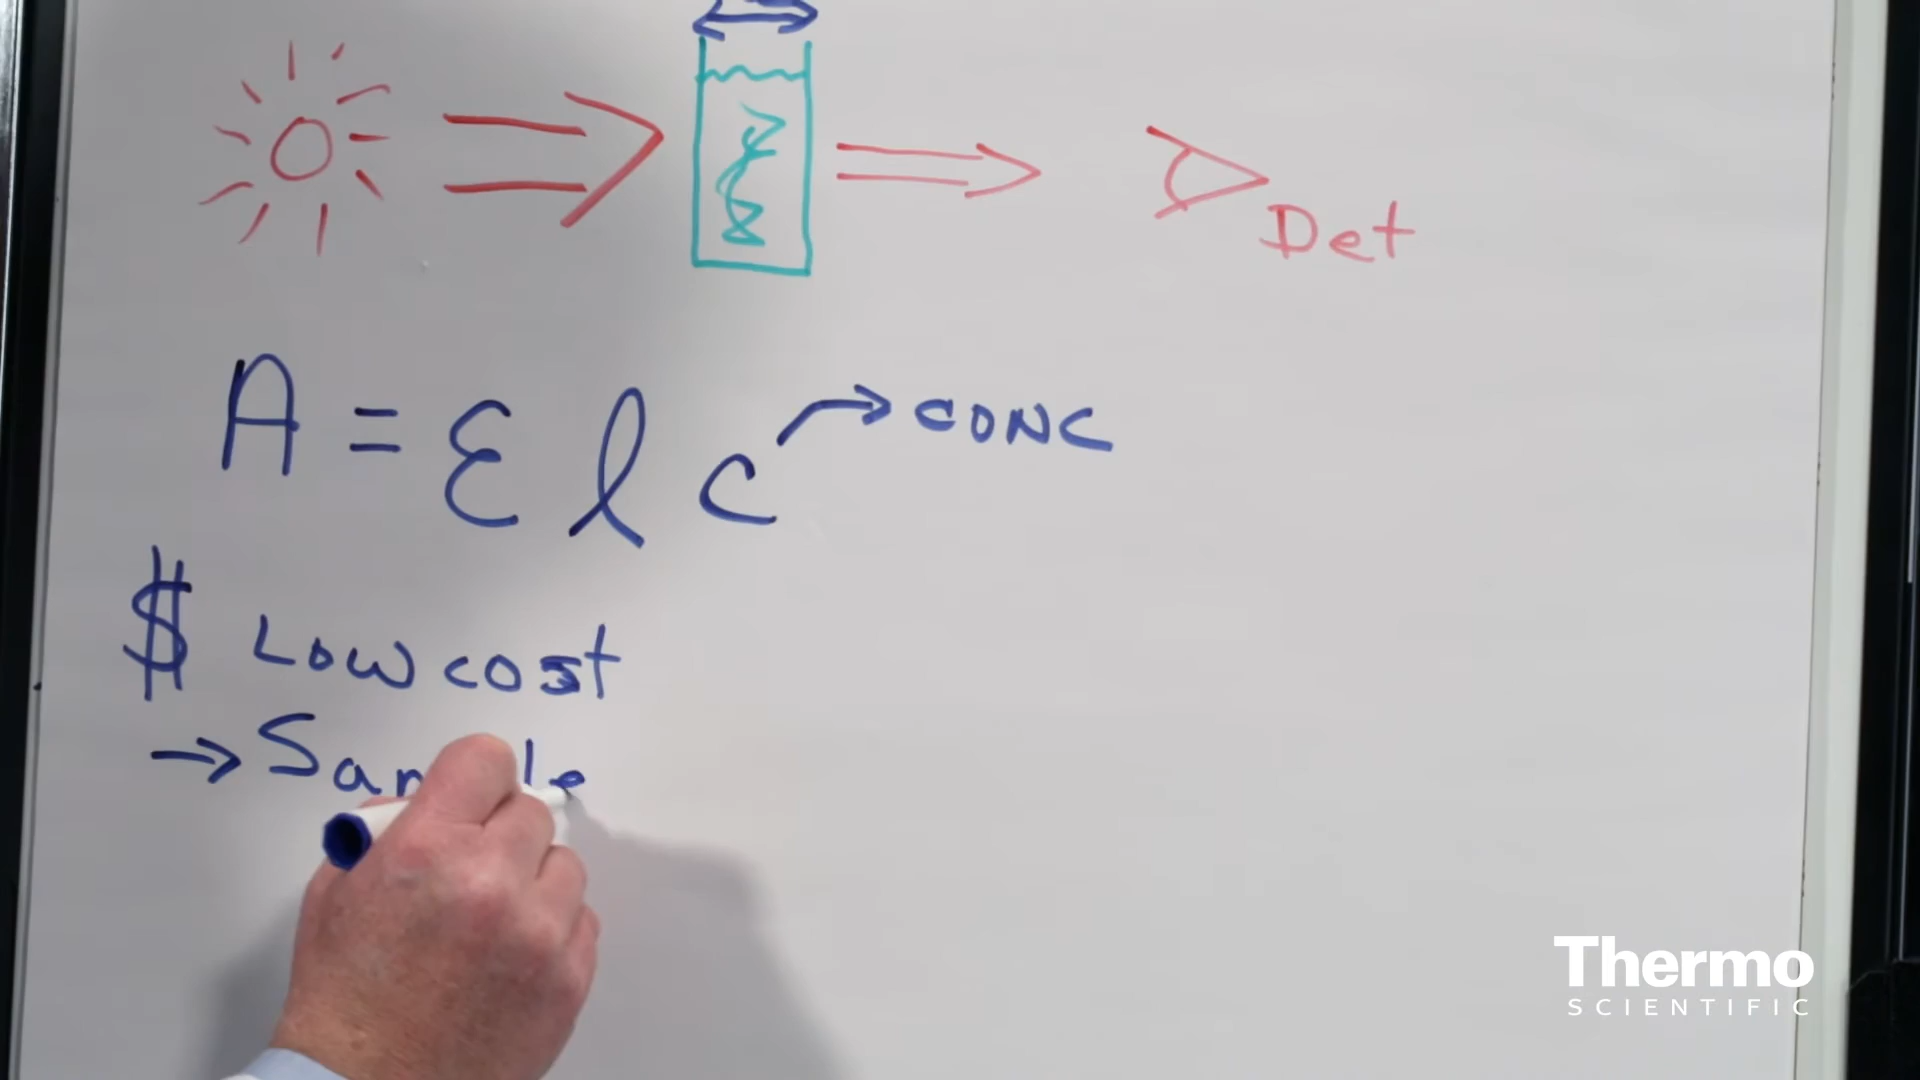 Det
A = ε l c → conc
$ Low cost
→ Sample
Thermo
SCIENTIFIC